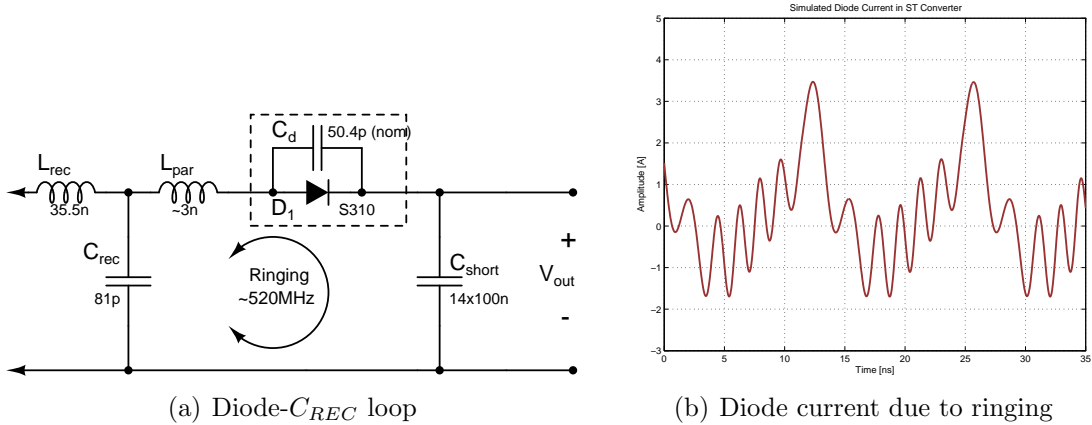 C_d
50.4p (nom)
L_rec
35.5n
L_par
~3n
D_1
S310
C_rec
81p
Ringing
~520MHz
C_short
14x100n
+
V_out
-
(a) Diode-C_REC loop
Simulated Diode Current in ST Converter
Amplitude [A]
5
4
3
2
1
0
−1
−2
−3
0
5
10
15
20
25
30
35
Time [ns]
(b) Diode current due to ringing